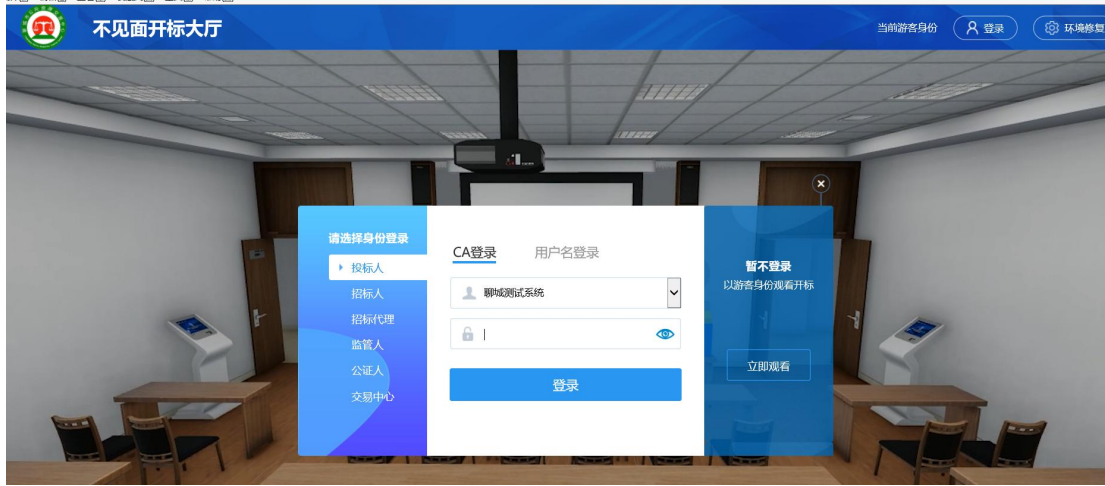 不见面开标大厅
当前游客身份
登录
环境修复
请选择身份登录
投标人
招标人
招标代理
监管人
公证人
交易中心
CA登录
用户名登录
聊城测试系统
登录
暂不登录
以游客身份观看开标
立即观看